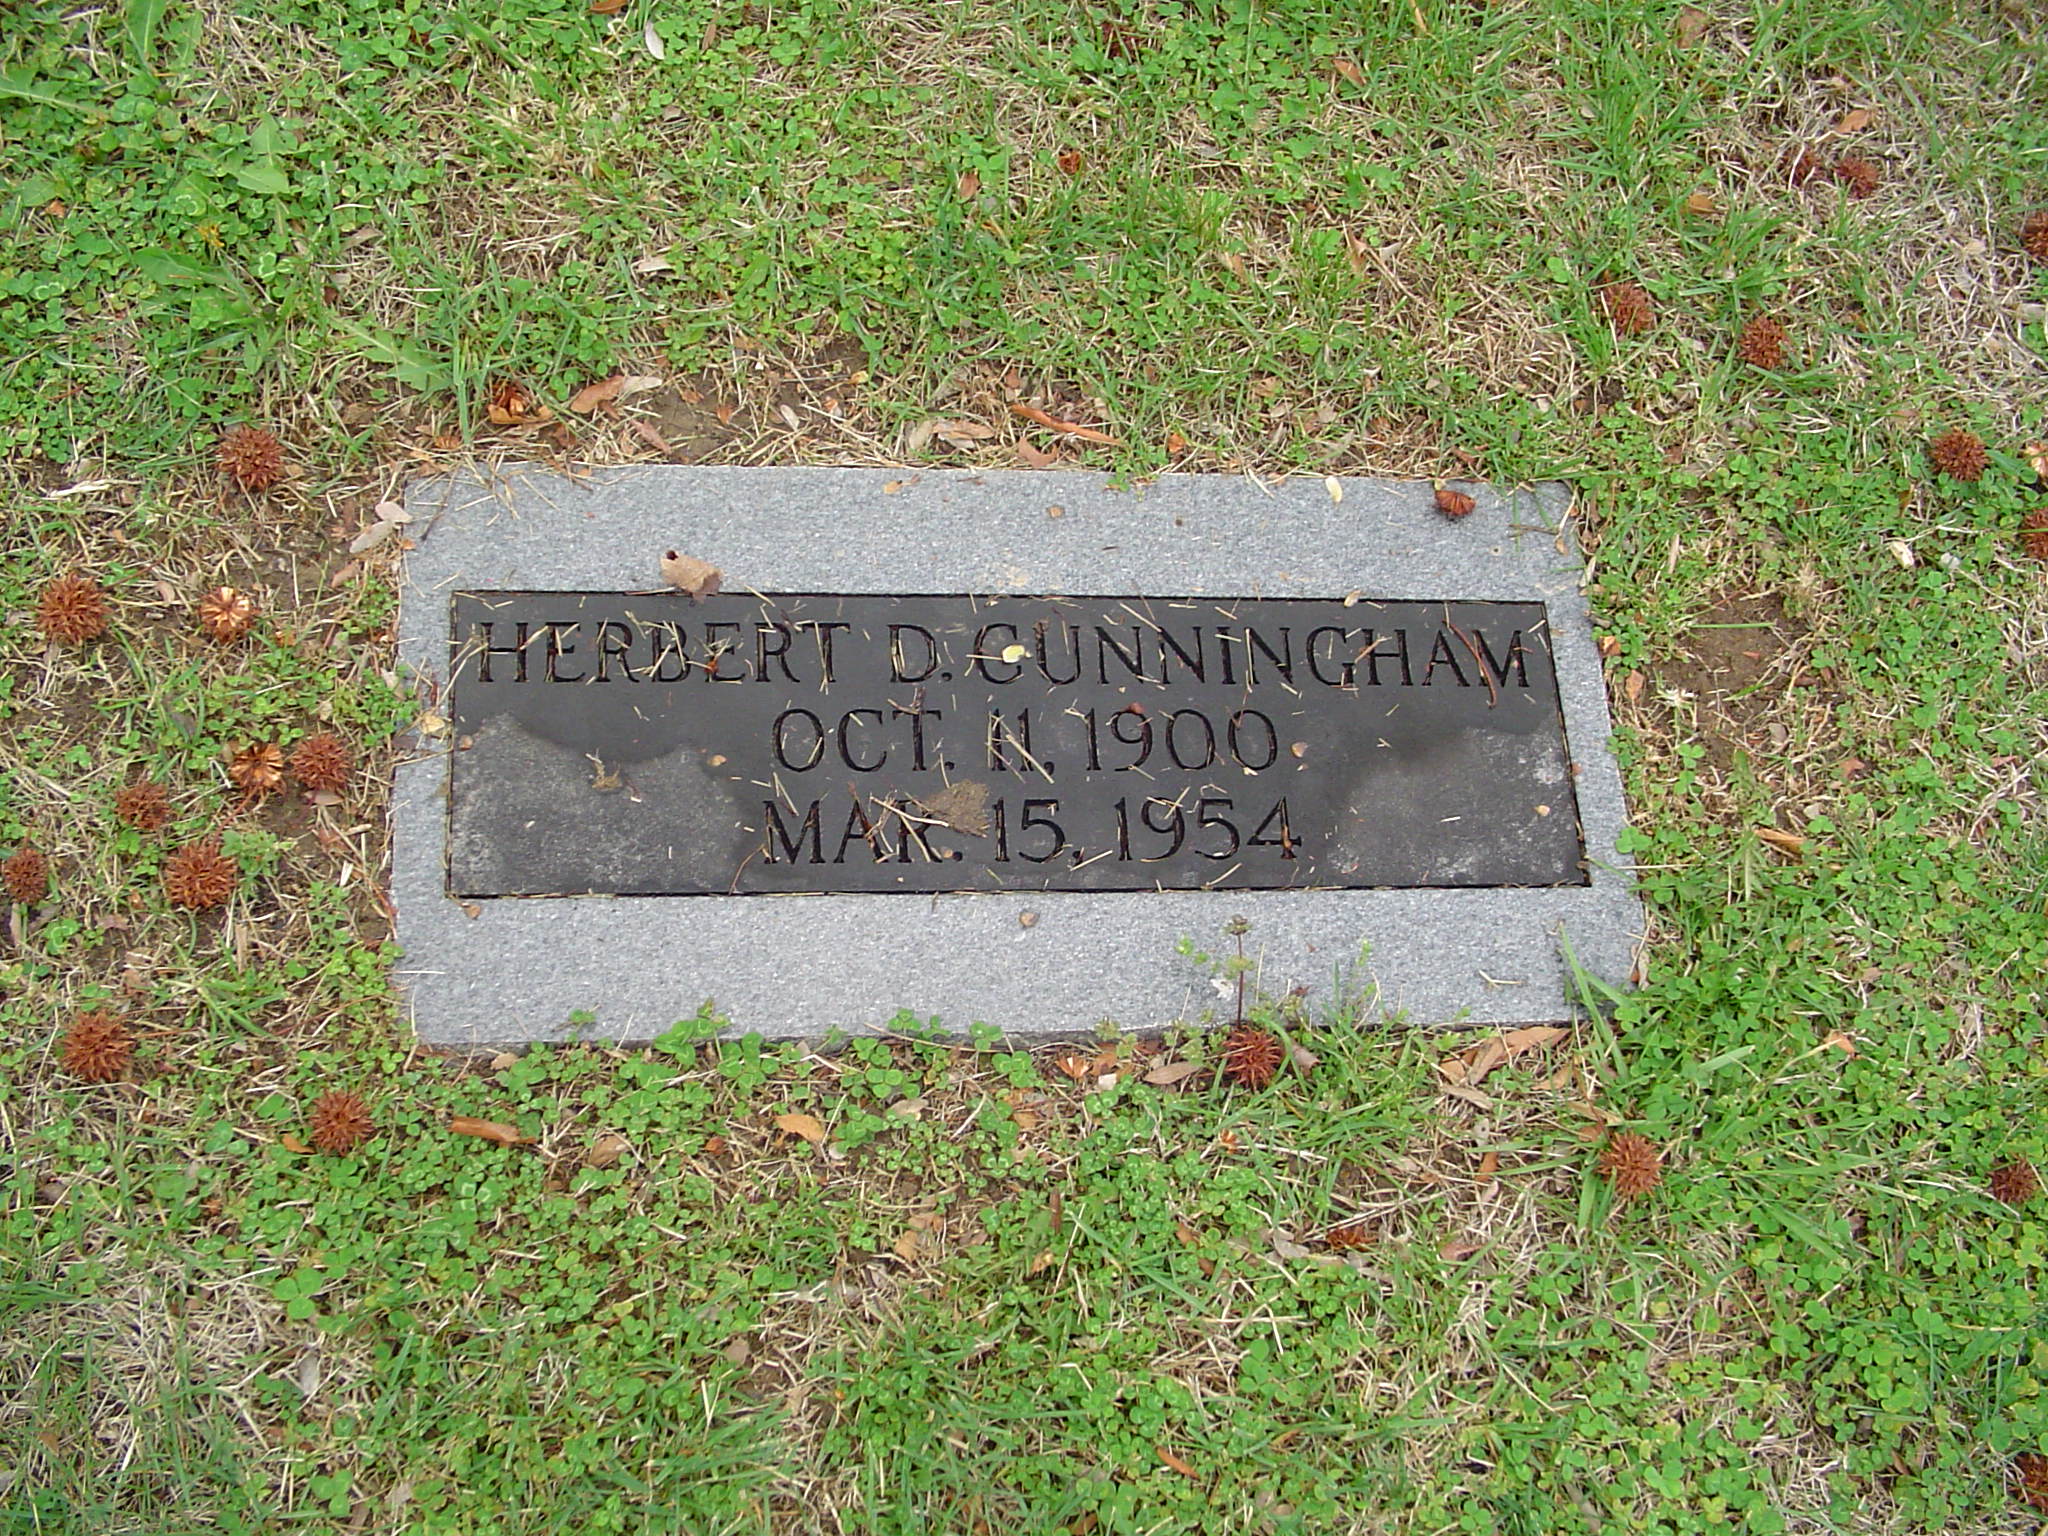 HERBERT D. CUNNINGHAM
OCT. 11, 1900
MAR. 15, 1954